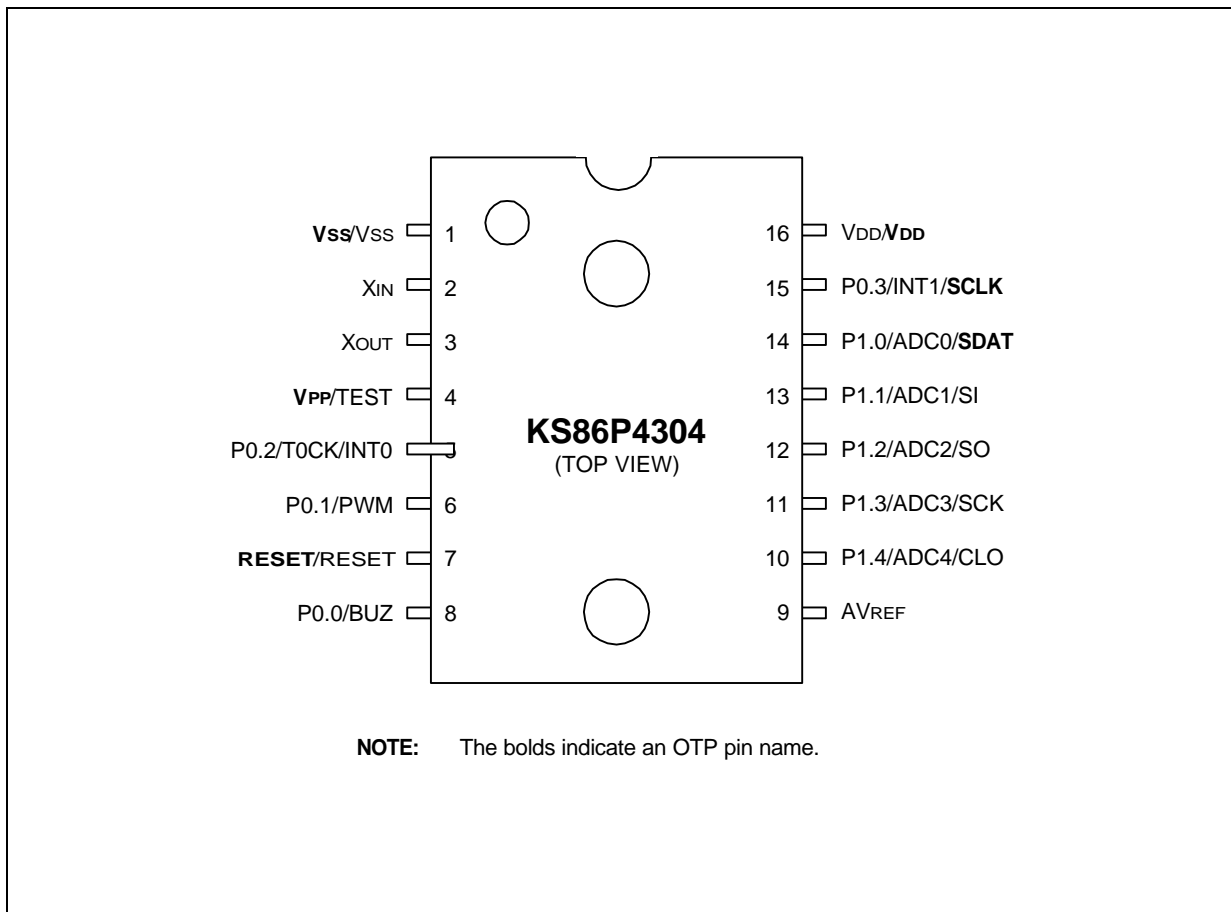 Vss/Vss 1 16 VDD/VDD
XIN 2 15 P0.3/INT1/SCLK
XOUT 3 14 P1.0/ADC0/SDAT
VPP/TEST 4 13 P1.1/ADC1/SI
P0.2/T0CK/INT0 12 P1.2/ADC2/SO
KS86P4304
(TOP VIEW)
P0.1/PWM 6 11 P1.3/ADC3/SCK
RESET/RESET 7 10 P1.4/ADC4/CLO
P0.0/BUZ 8 9 AVREF
NOTE: The bolds indicate an OTP pin name.